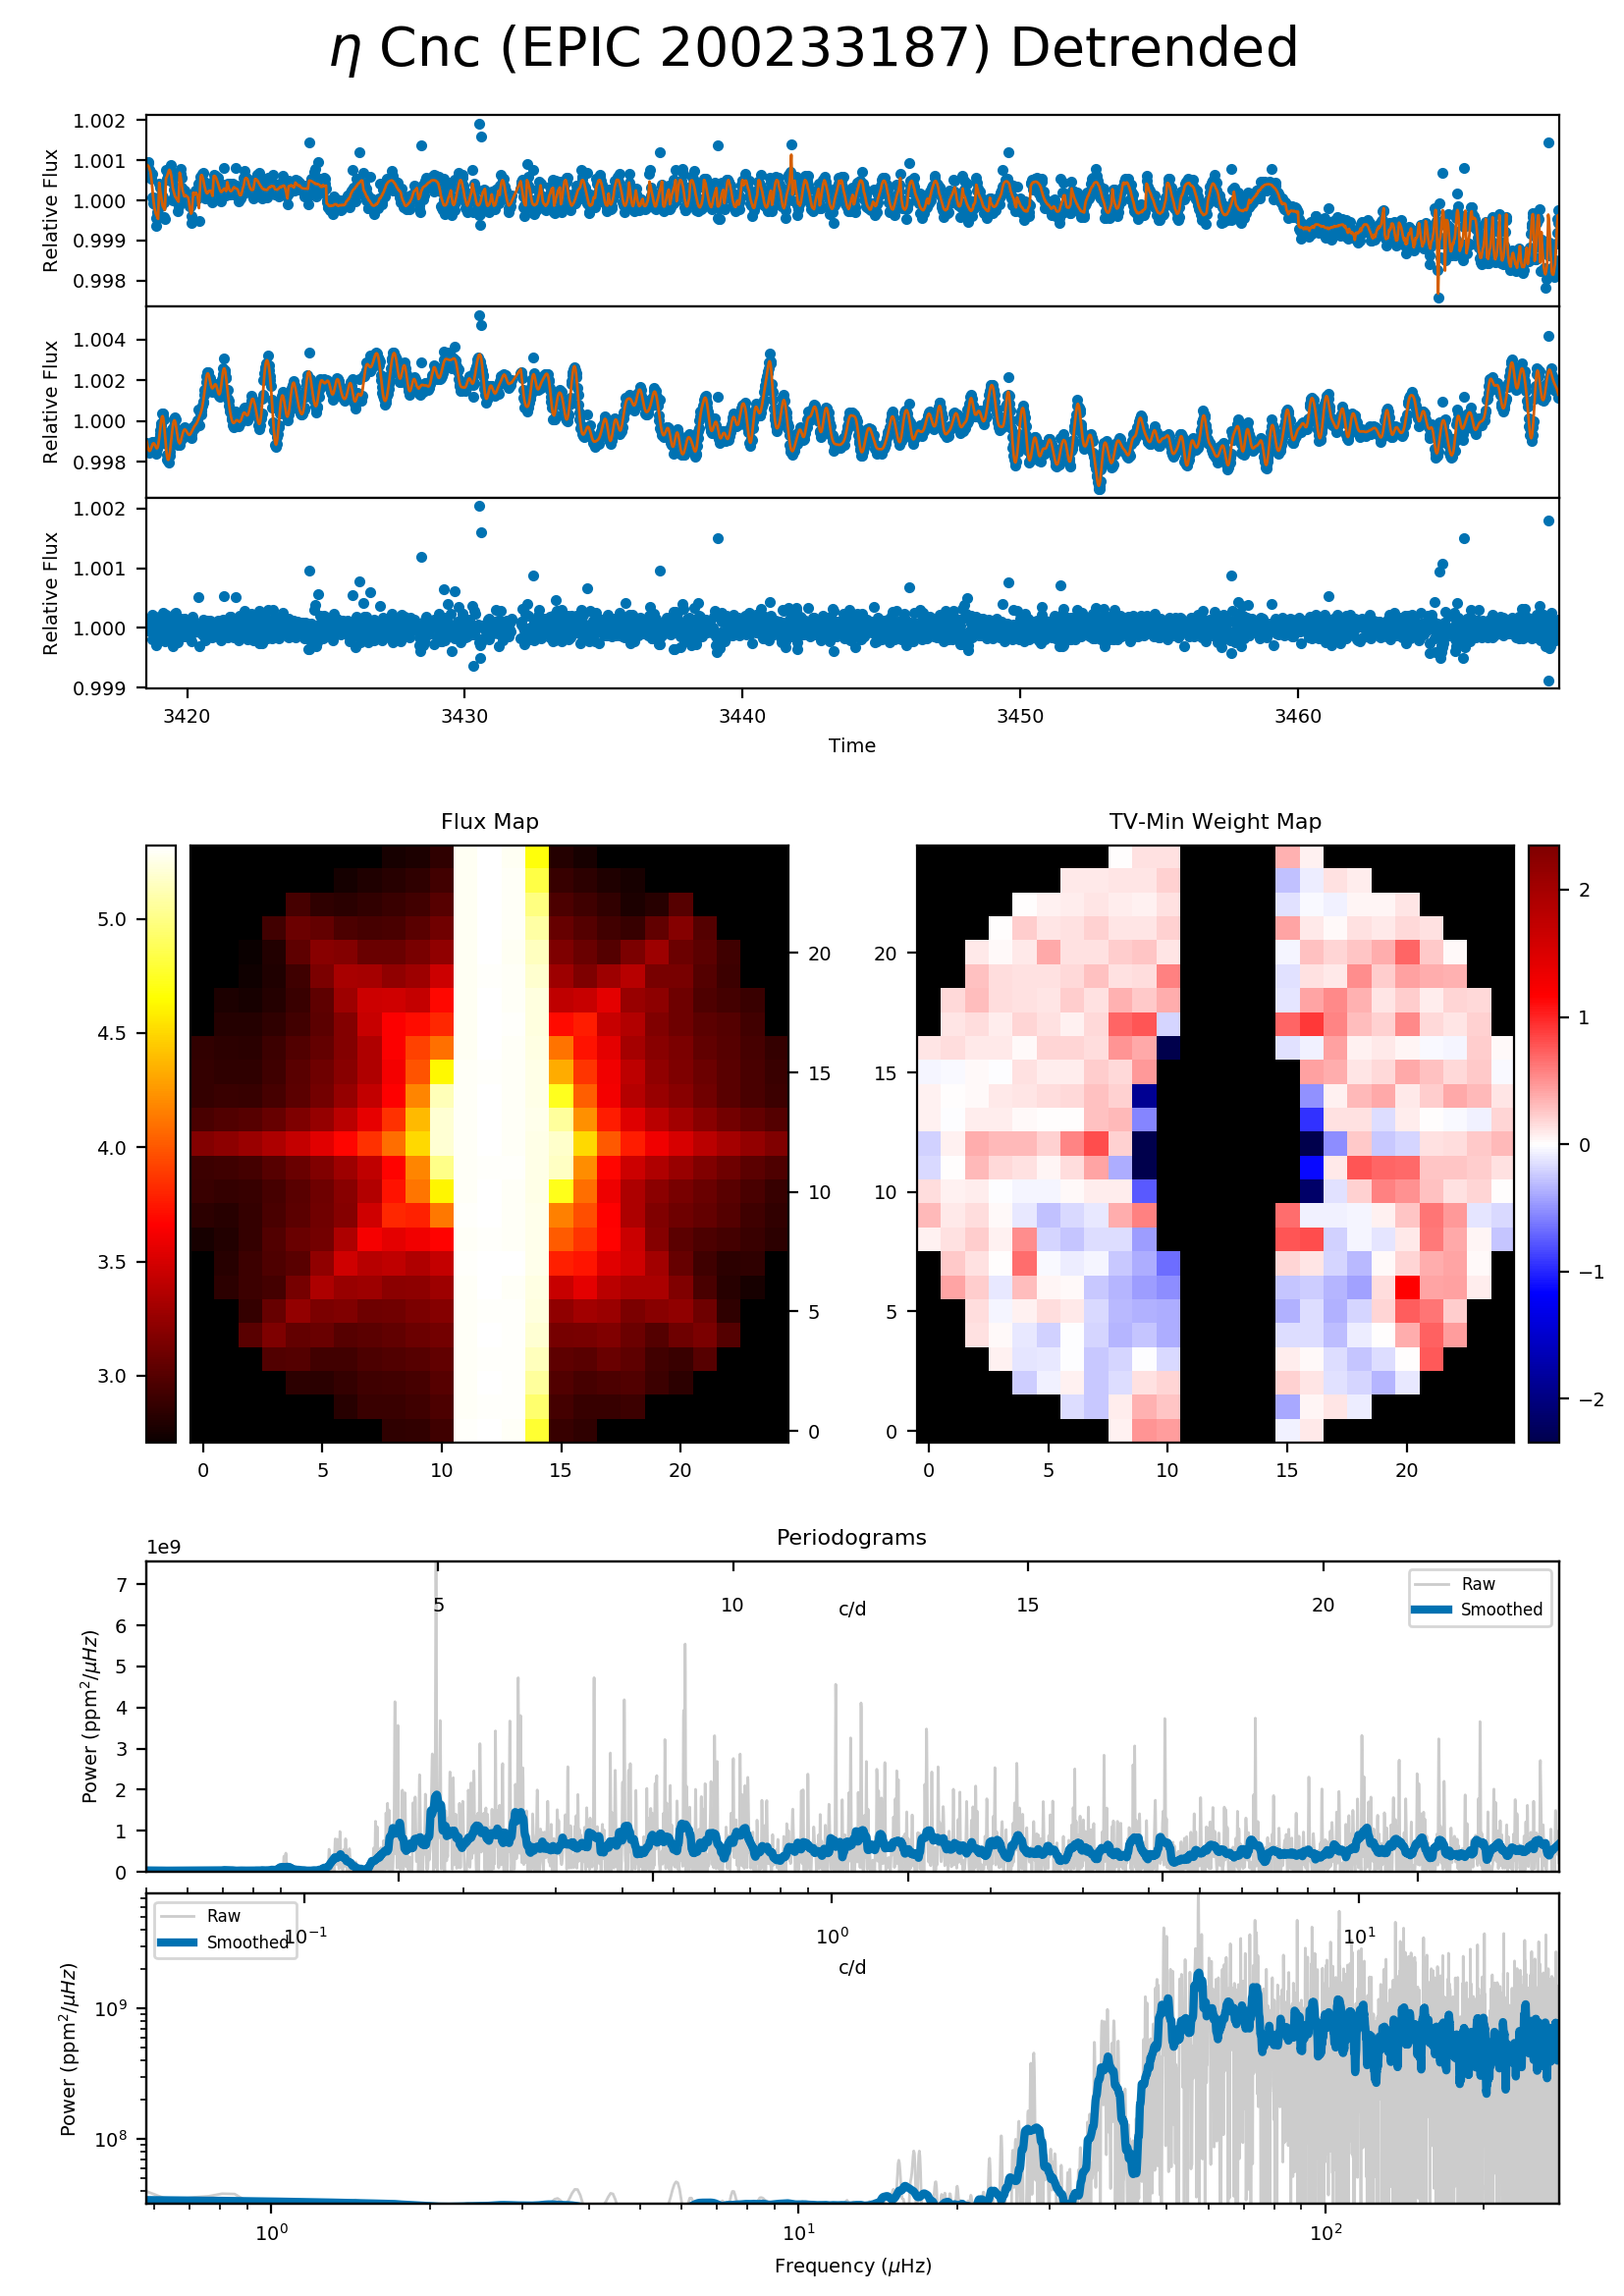 η Cnc (EPIC 200233187) Detrended
1.002
1.001
1.000
0.999
0.998
Relative Flux
1.004
1.002
1.000
0.998
Relative Flux
1.002
1.001
1.000
0.999
Relative Flux
3420 3430 3440 3450 3460
Time
Flux Map
5.0
4.5
4.0
3.5
3.0
20
15
10
5
0
0 5 10 15 20
TV-Min Weight Map
20
15
10
5
0
0 5 10 15 20
2
1
0
−1
−2
Periodograms
1e9
7
6
5
4
3
2
1
0
Power (ppm²/μHz)
5 10 15 20
c/d
Raw
Smoothed
Raw
Smoothed
10⁻¹ 10⁰ 10¹
c/d
10⁹
10⁸
Power (ppm²/μHz)
10⁰ 10¹ 10²
Frequency (μHz)